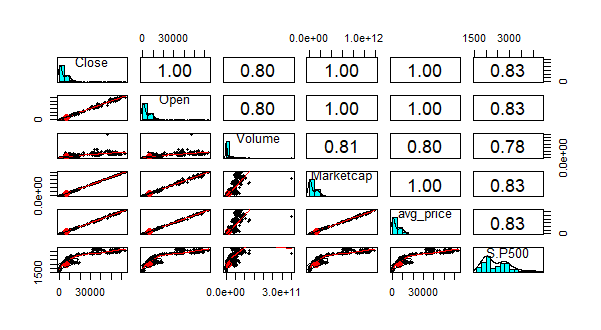 0 30000 0.0e+00 1.0e+12 1500 3000
Close 1.00 0.80 1.00 1.00 0.83 0
0 Open 0.80 1.00 1.00 0.83
Volume 0.81 0.80 0.78 0.0e+00
0.0e+00 Marketcap 1.00 0.83
avg_price 0.83 0
1500 S.P500
0 30000 0.0e+00 3.0e+11 0 30000